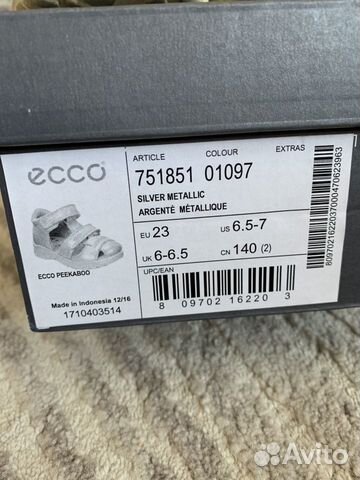 ecco
ARTICLE COLOUR EXTRAS
751851 01097
SILVER METALLIC
ARGENTÉ MÉTALLIQUE
EU 23 US 6.5-7
UK 6-6.5 CN 140 (2)
UPC/EAN
8 09702 16220 3
ECCO PEEKABOO
Made in Indonesia 12/16
1710403514
809702162203700047062396​3
Avito